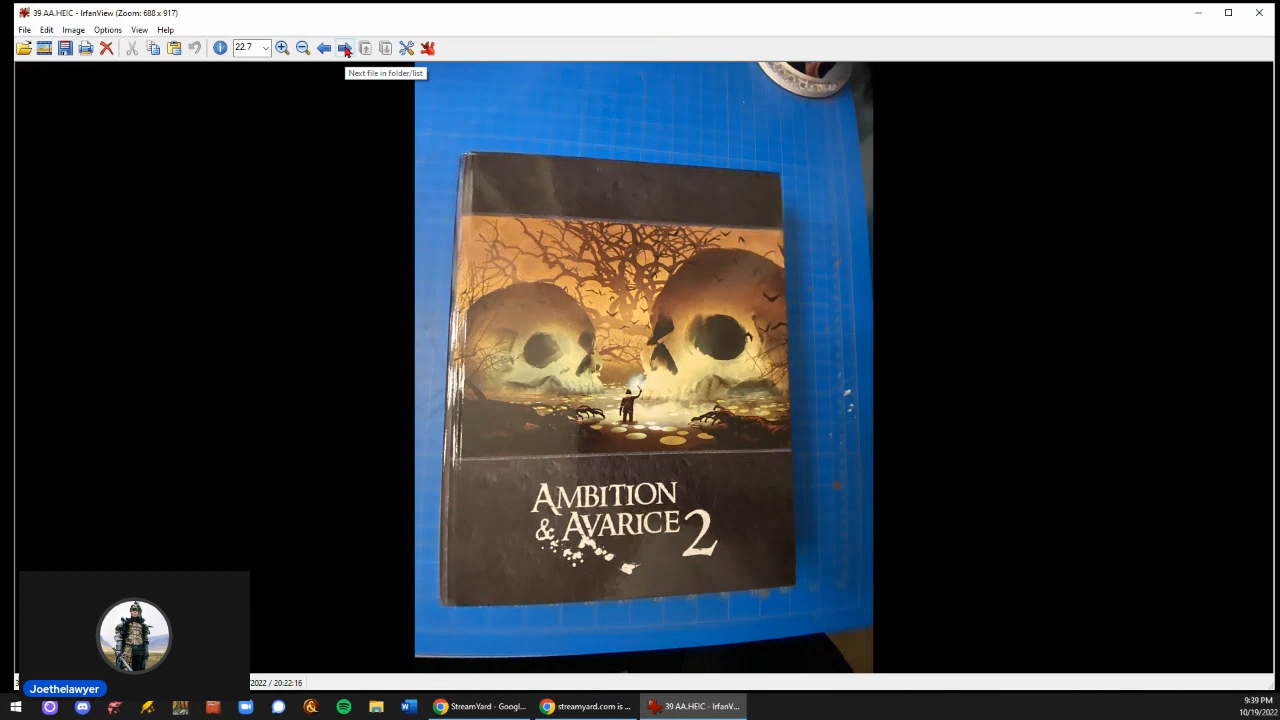 39 AA.HEIC - IrfanView (Zoom: 688 x 917)
File Edit Image Options View Help
22.7
Next file in folder/list
AMBITION
& AVARICE 2
Joethelawyer
2022 / 20:22:16
StreamYard - Googl...
streamyard.com is ...
39 AA.HEIC - IrfanV...
9:39 PM
10/19/2022